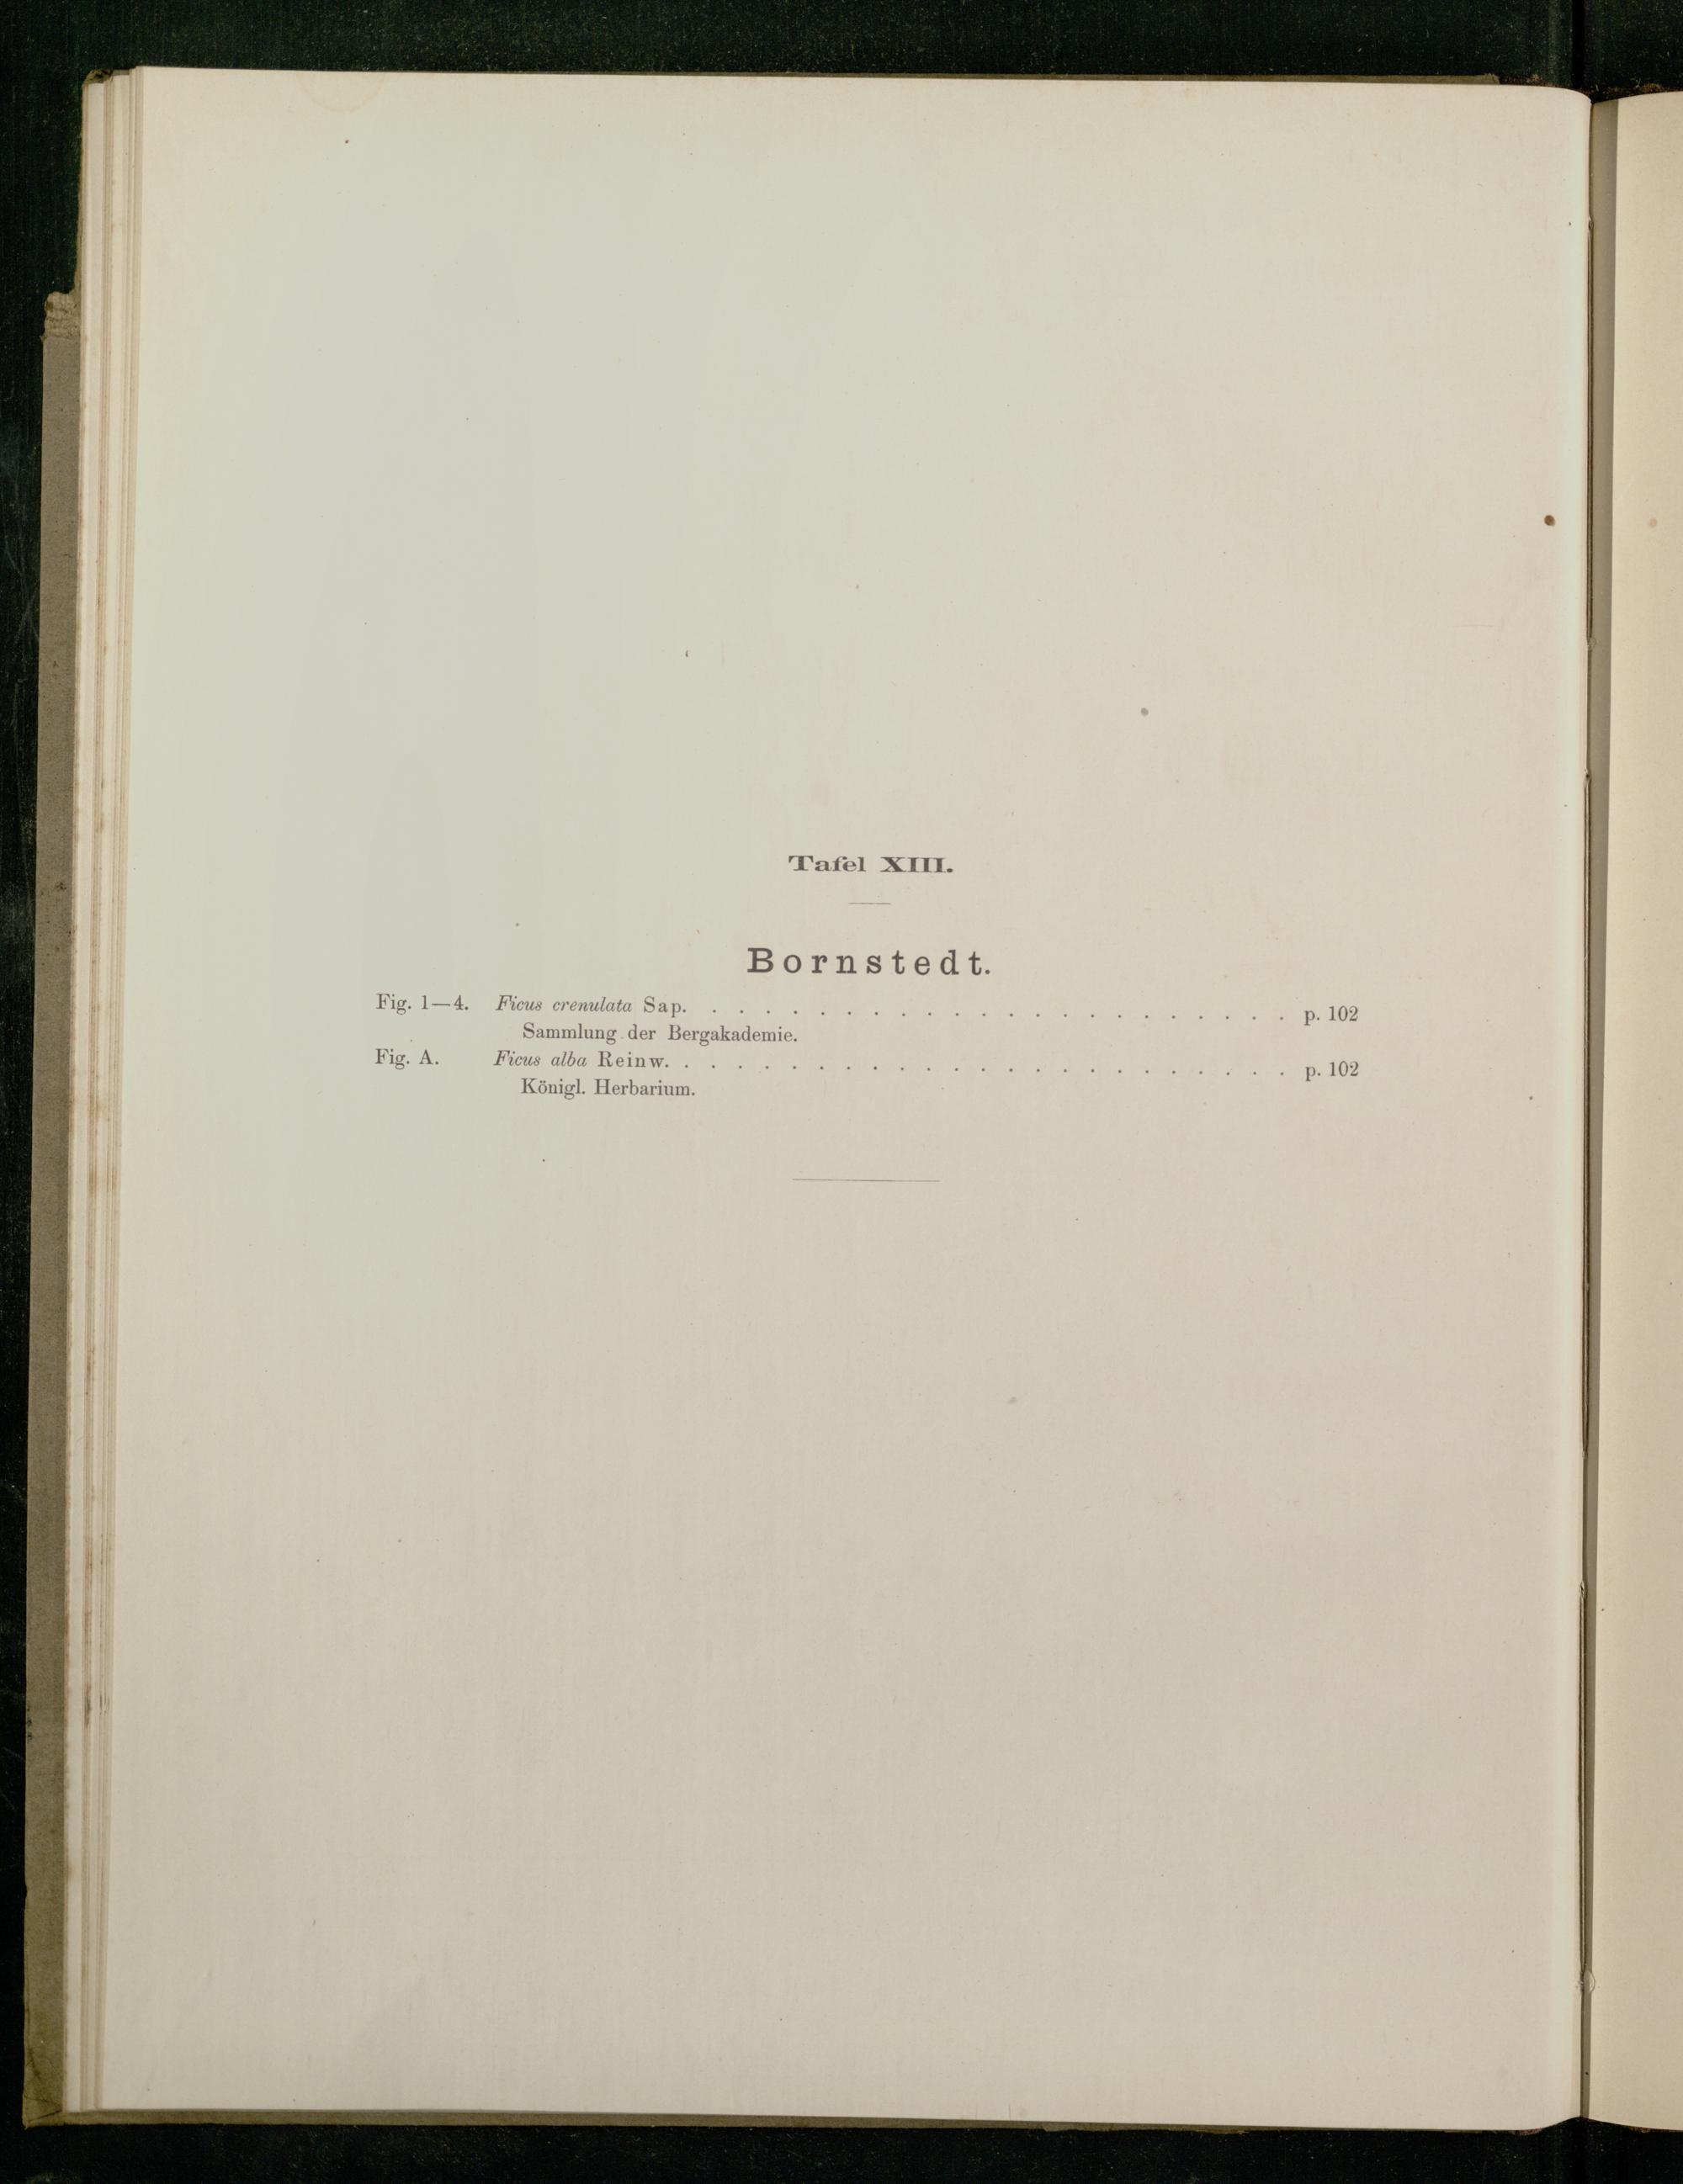 Tafel XIII.
Bornstedt.
Fig. 1—4. Ficus crenulata Sap. . . . . . . . . . . . . . . . . . . . . . . p. 102
Sammlung der Bergakademie.
Fig. A. Ficus alba Reinw. . . . . . . . . . . . . . . . . . . . . . . . p. 102
Königl. Herbarium.